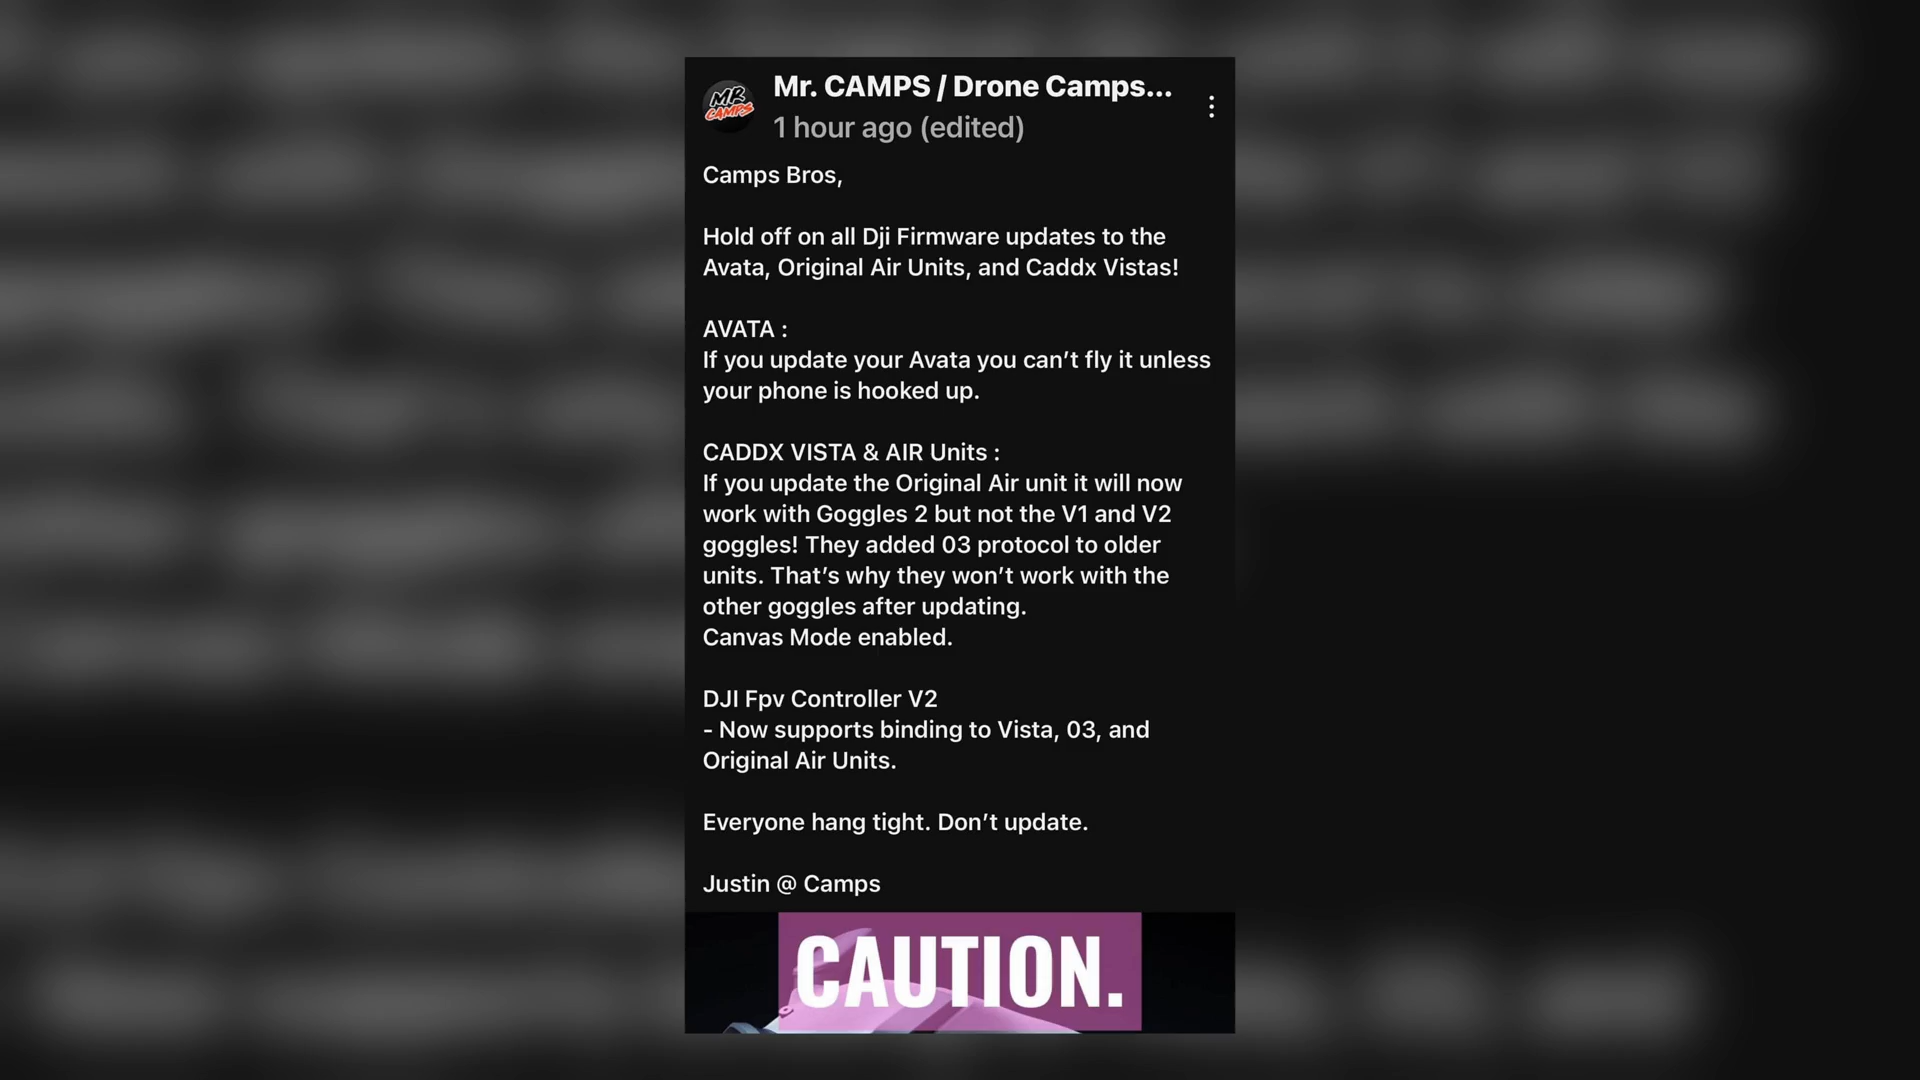 MR
CAMPS
Mr. CAMPS / Drone Camps...
1 hour ago (edited)
Camps Bros,
Hold off on all Dji Firmware updates to the
Avata, Original Air Units, and Caddx Vistas!
AVATA :
If you update your Avata you can’t fly it unless
your phone is hooked up.
CADDX VISTA & AIR Units :
If you update the Original Air unit it will now
work with Goggles 2 but not the V1 and V2
goggles! They added 03 protocol to older
units. That’s why they won’t work with the
other goggles after updating.
Canvas Mode enabled.
DJI Fpv Controller V2
- Now supports binding to Vista, 03, and
Original Air Units.
Everyone hang tight. Don’t update.
Justin @ Camps
CAUTION.